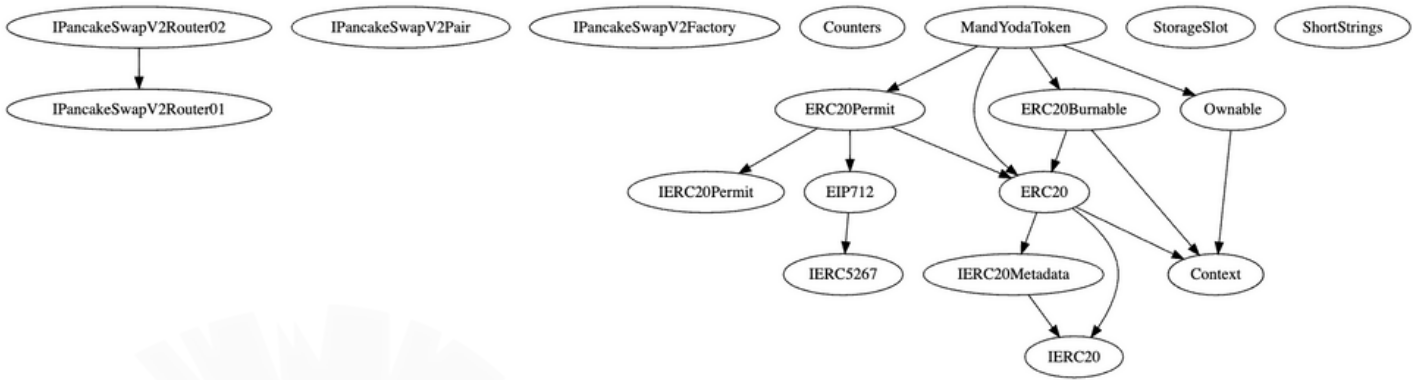 IPancakeSwapV2Router02
IPancakeSwapV2Pair
IPancakeSwapV2Factory
Counters
MandYodaToken
StorageSlot
ShortStrings
IPancakeSwapV2Router01
ERC20Permit
ERC20Burnable
Ownable
IERC20Permit
EIP712
ERC20
IERC5267
IERC20Metadata
Context
IERC20